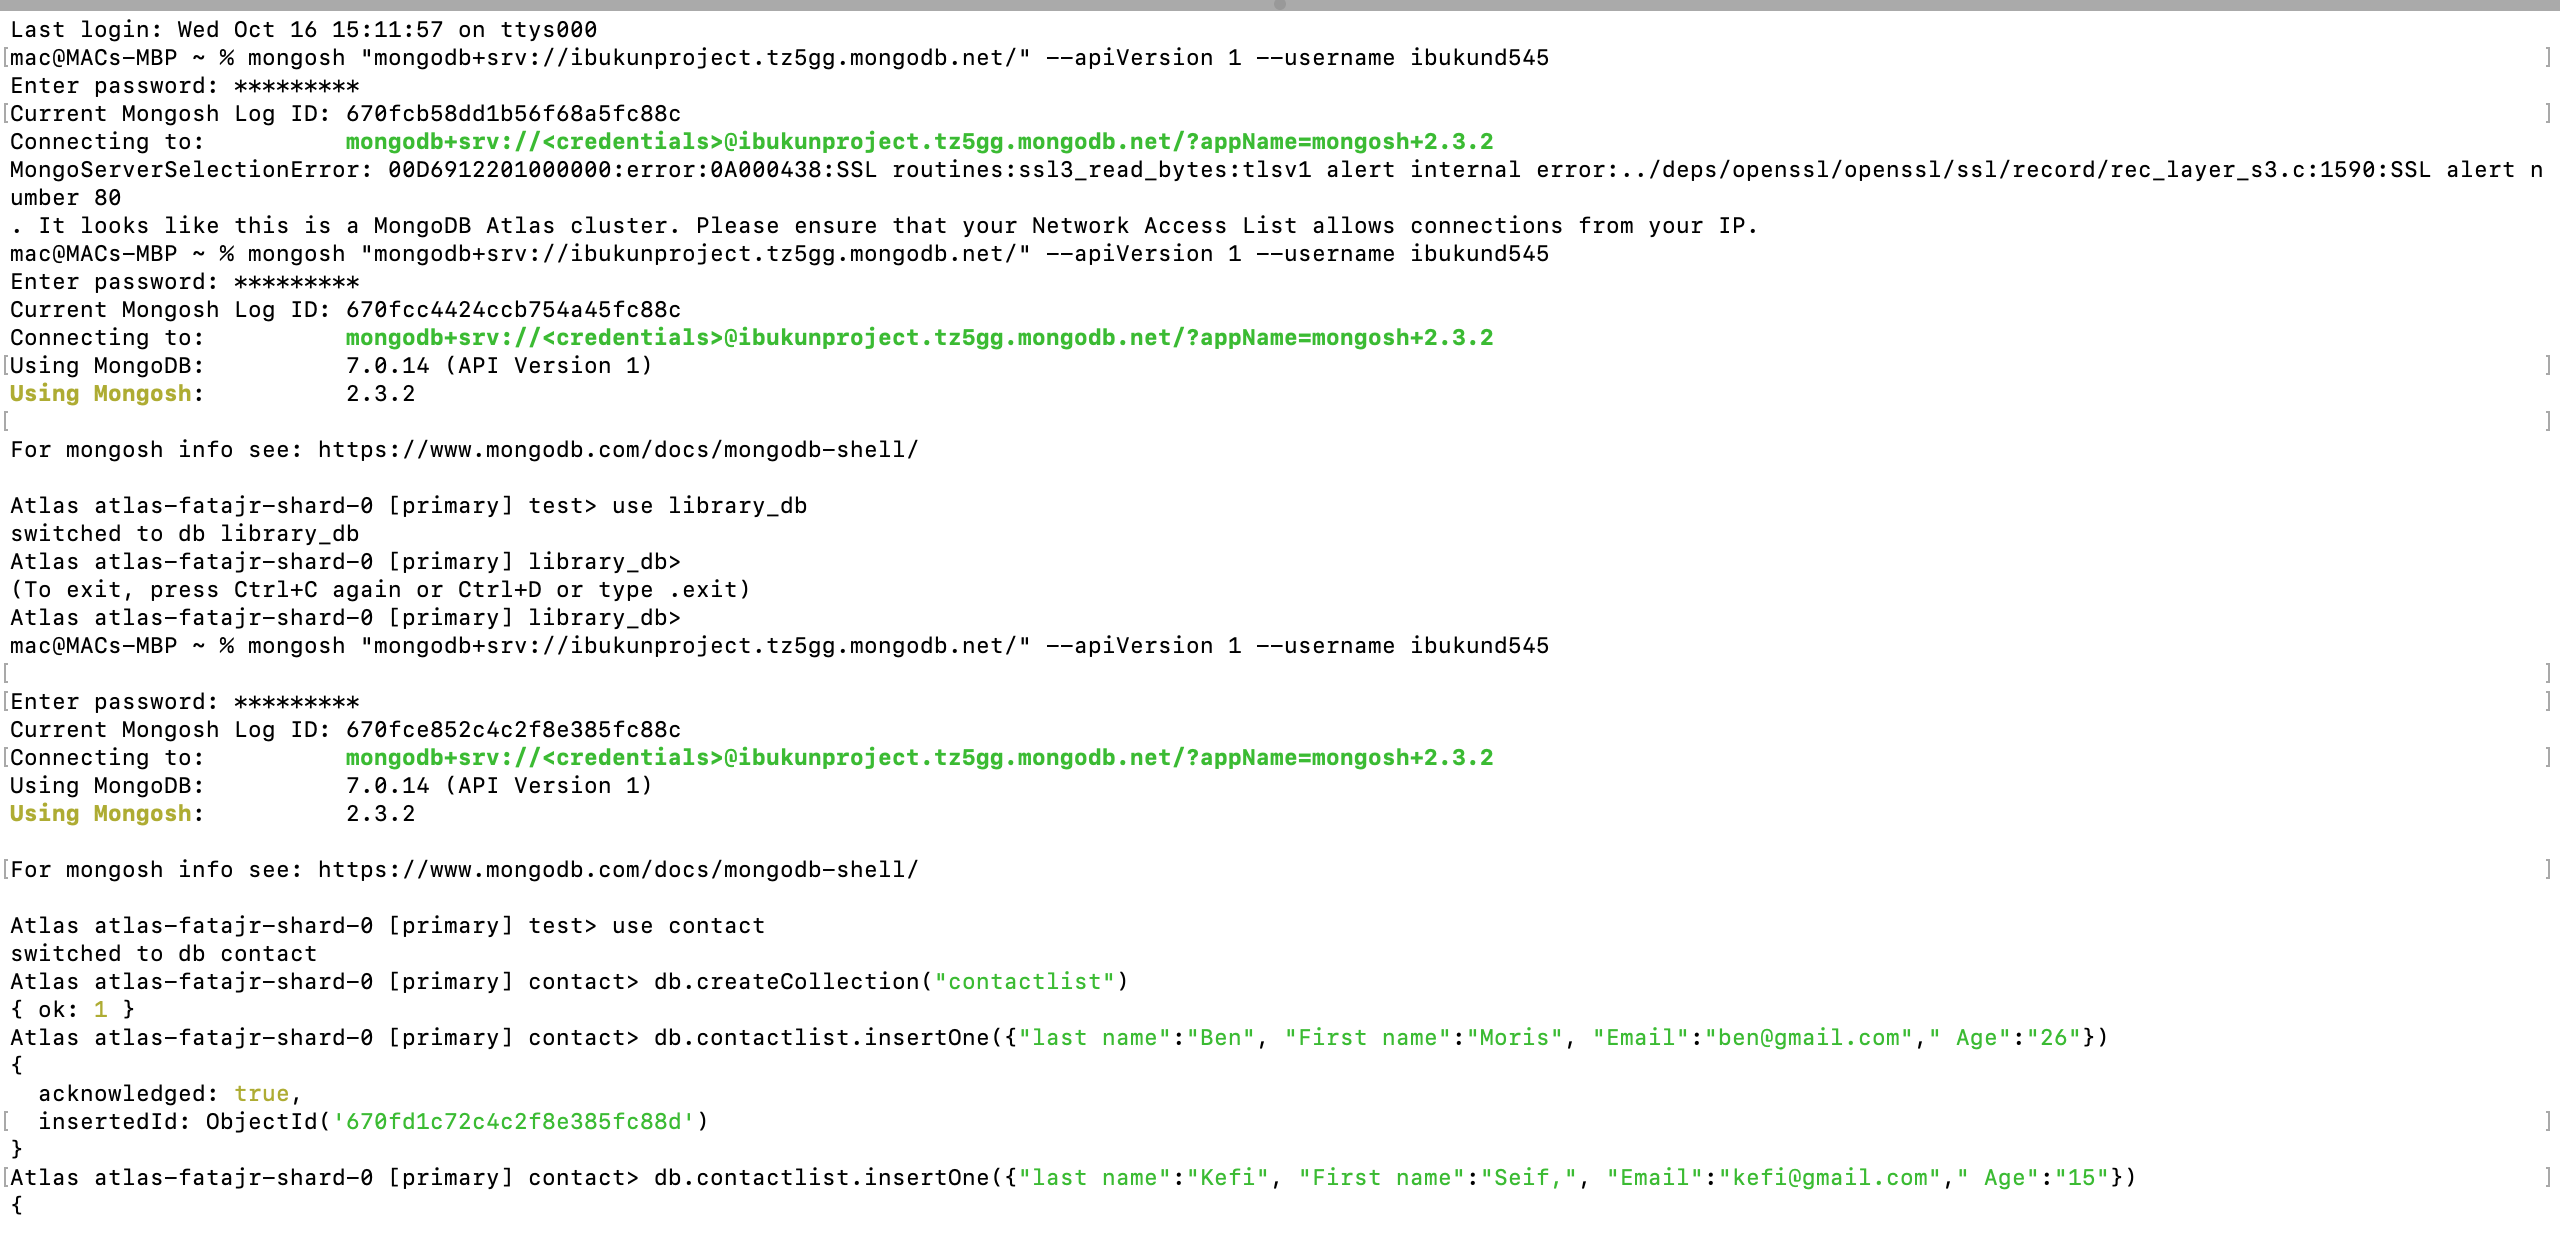 Last login: Wed Oct 16 15:11:57 on ttys000
[mac@MACs-MBP ~ % mongosh "mongodb+srv://ibukunproject.tz5gg.mongodb.net/" --apiVersion 1 --username ibukund545 ]
Enter password: *********
[Current Mongosh Log ID: 670fcb58dd1b56f68a5fc88c ]
Connecting to: mongodb+srv://<credentials>@ibukunproject.tz5gg.mongodb.net/?appName=mongosh+2.3.2
MongoServerSelectionError: 00D6912201000000:error:0A000438:SSL routines:ssl3_read_bytes:tlsv1 alert internal error:../deps/openssl/openssl/ssl/record/rec_layer_s3.c:1590:SSL alert n
umber 80
. It looks like this is a MongoDB Atlas cluster. Please ensure that your Network Access List allows connections from your IP.
mac@MACs-MBP ~ % mongosh "mongodb+srv://ibukunproject.tz5gg.mongodb.net/" --apiVersion 1 --username ibukund545
Enter password: *********
Current Mongosh Log ID: 670fcc4424ccb754a45fc88c
Connecting to: mongodb+srv://<credentials>@ibukunproject.tz5gg.mongodb.net/?appName=mongosh+2.3.2
[Using MongoDB: 7.0.14 (API Version 1) ]
Using Mongosh: 2.3.2
[ ]
For mongosh info see: https://www.mongodb.com/docs/mongodb-shell/
Atlas atlas-fatajr-shard-0 [primary] test> use library_db
switched to db library_db
Atlas atlas-fatajr-shard-0 [primary] library_db>
(To exit, press Ctrl+C again or Ctrl+D or type .exit)
Atlas atlas-fatajr-shard-0 [primary] library_db>
mac@MACs-MBP ~ % mongosh "mongodb+srv://ibukunproject.tz5gg.mongodb.net/" --apiVersion 1 --username ibukund545
[ ]
[Enter password: ********* ]
Current Mongosh Log ID: 670fce852c4c2f8e385fc88c
[Connecting to: mongodb+srv://<credentials>@ibukunproject.tz5gg.mongodb.net/?appName=mongosh+2.3.2 ]
Using MongoDB: 7.0.14 (API Version 1)
Using Mongosh: 2.3.2
[For mongosh info see: https://www.mongodb.com/docs/mongodb-shell/ ]
Atlas atlas-fatajr-shard-0 [primary] test> use contact
switched to db contact
Atlas atlas-fatajr-shard-0 [primary] contact> db.createCollection("contactlist")
{ ok: 1 }
Atlas atlas-fatajr-shard-0 [primary] contact> db.contactlist.insertOne({"last name":"Ben", "First name":"Moris", "Email":"ben@gmail.com"," Age":"26"})
{
  acknowledged: true,
[  insertedId: ObjectId('670fd1c72c4c2f8e385fc88d') ]
}
[Atlas atlas-fatajr-shard-0 [primary] contact> db.contactlist.insertOne({"last name":"Kefi", "First name":"Seif,", "Email":"kefi@gmail.com"," Age":"15"}) ]
{